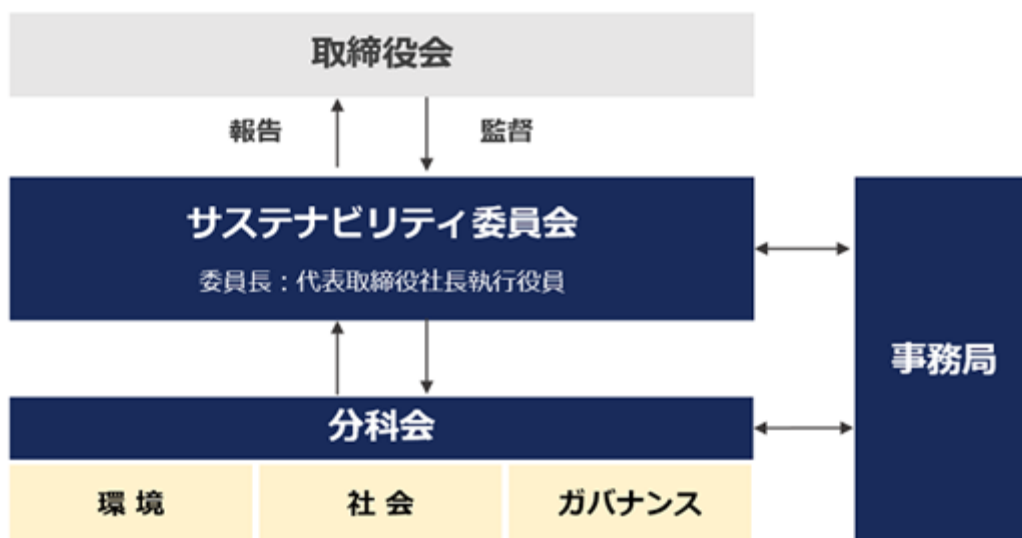 取締役会
報告
監督
サステナビリティ委員会
委員長：代表取締役社長執行役員
事務局
分科会
環 境
社 会
ガバナンス